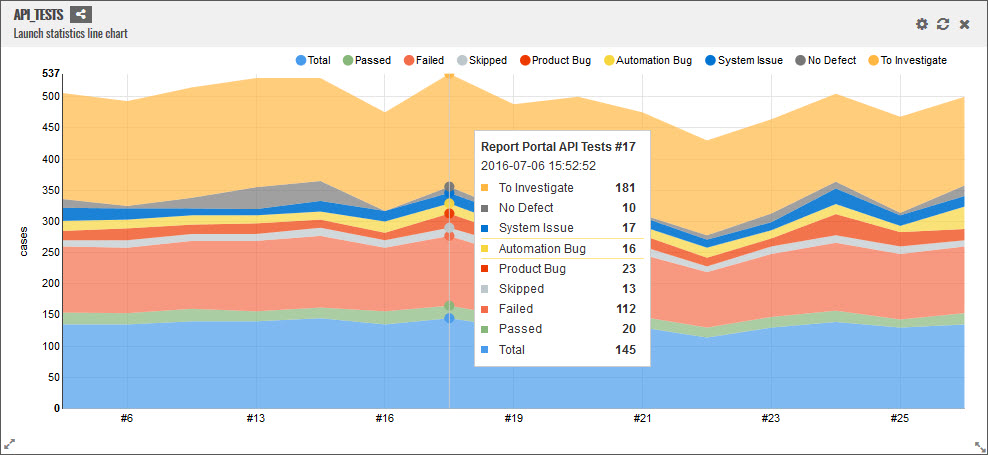 API_TESTS
Launch statistics line chart
Total Passed Failed Skipped Product Bug Automation Bug System Issue No Defect To Investigate
537
500
450
400
350
300
250
200
150
100
50
0
cases
Report Portal API Tests #17
2016-07-06 15:52:52
To Investigate 181
No Defect 10
System Issue 17
Automation Bug 16
Product Bug 23
Skipped 13
Failed 112
Passed 20
Total 145
#6 #13 #16 #19 #21 #23 #25